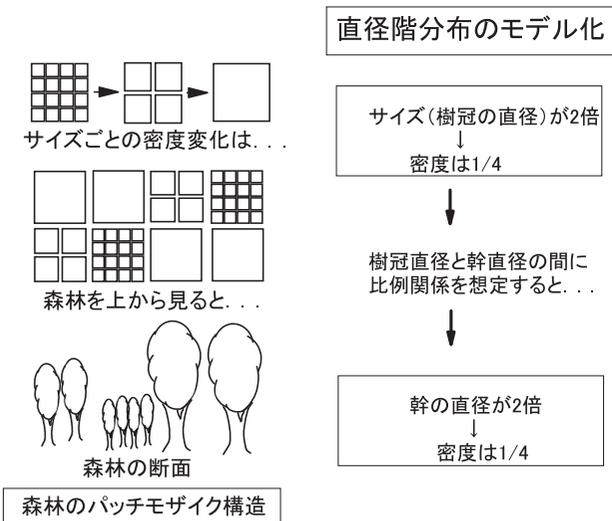 直径階分布のモデル化
サイズごとの密度変化は...
森林を上から見ると...
森林の断面
森林のパッチモザイク構造
サイズ（樹冠の直径）が2倍
↓
密度は1/4
樹冠直径と幹直径の間に
比例関係を想定すると...
幹の直径が2倍
↓
密度は1/4